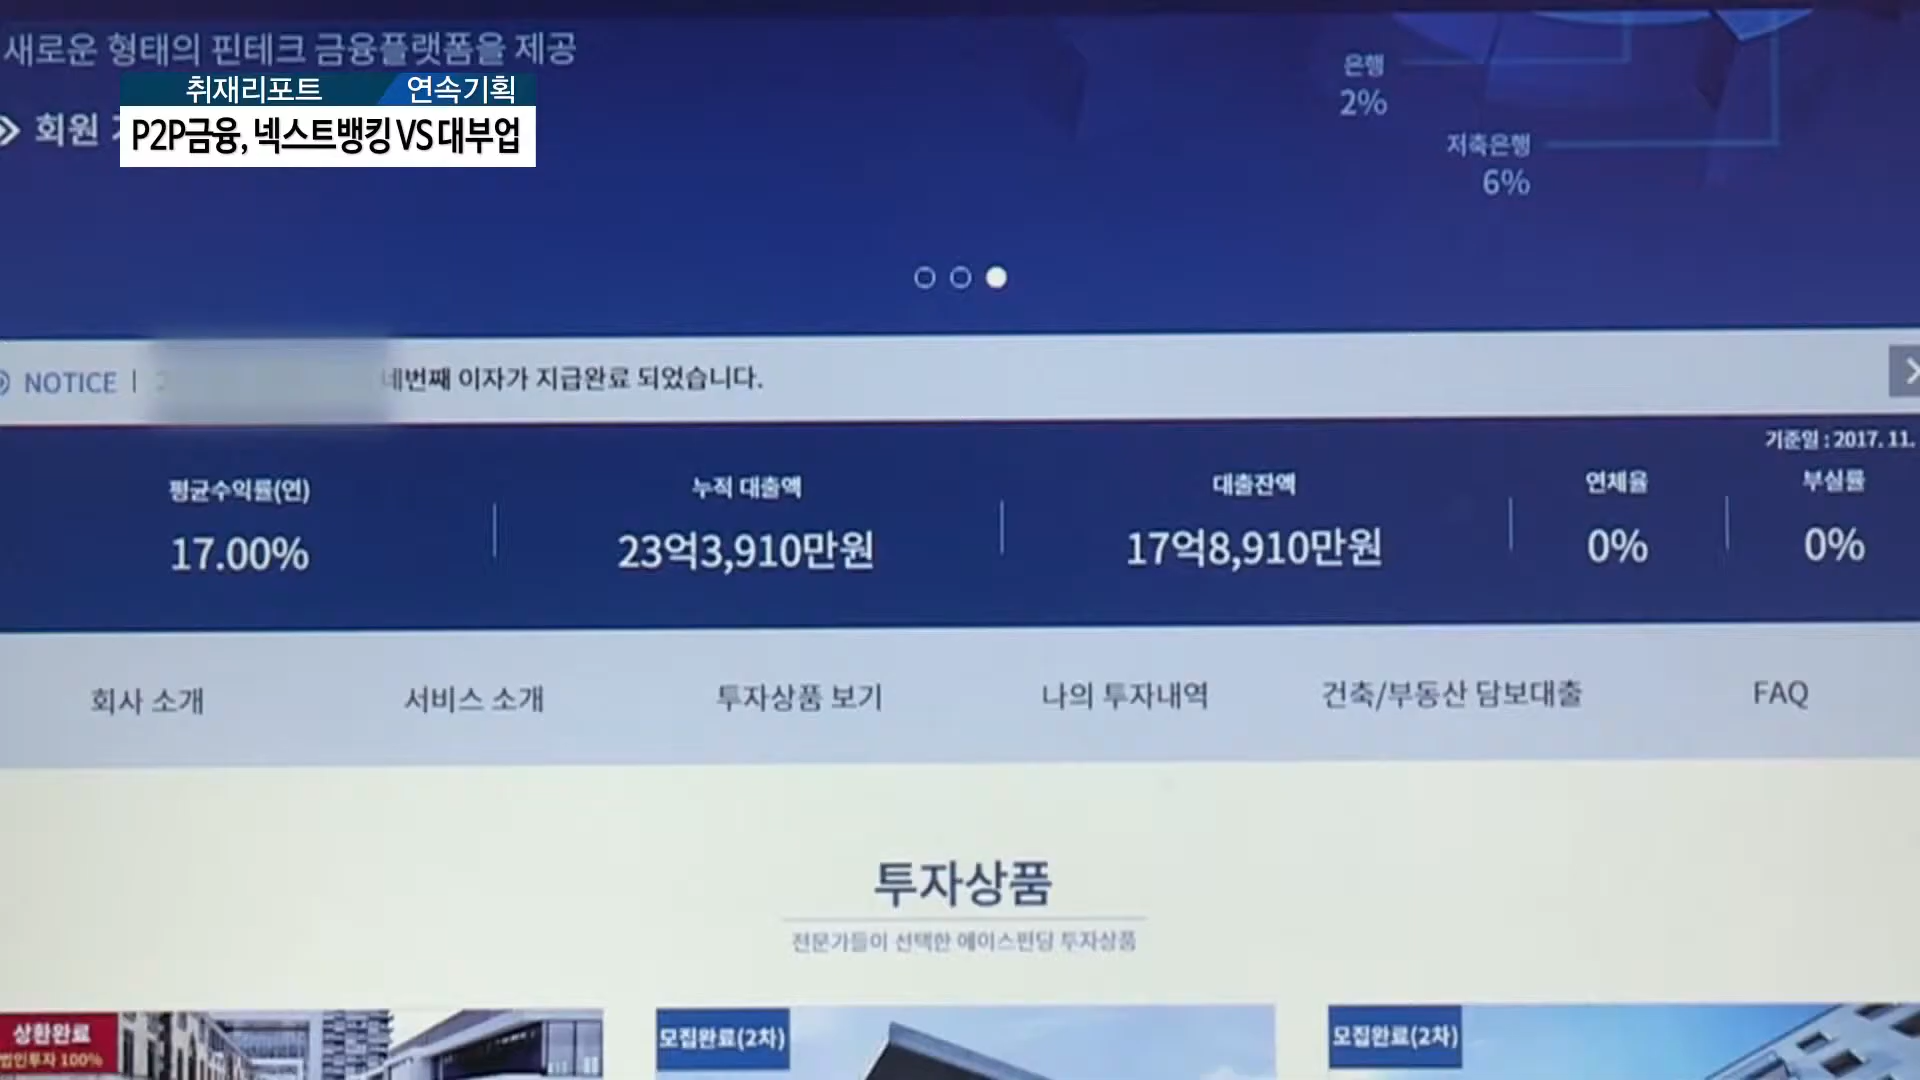 새로운 형태의 핀테크 금융플랫폼을 제공
취재리포트 연속기획
P2P금융, 넥스트뱅킹 VS 대부업
회원
은행
2%
저축은행
6%
NOTICE | 네번째 이자가 지급완료 되었습니다.
기준일 : 2017. 11.
평균수익률(연)
17.00%
누적 대출액
23억3,910만원
대출잔액
17억8,910만원
연체율
0%
부실률
0%
회사 소개
서비스 소개
투자상품 보기
나의 투자내역
건축/부동산 담보대출
FAQ
투자상품
전문가들이 선택한 에이스펀딩 투자상품
상환완료
법인투자 100%
모집완료(2차)
모집완료(2차)